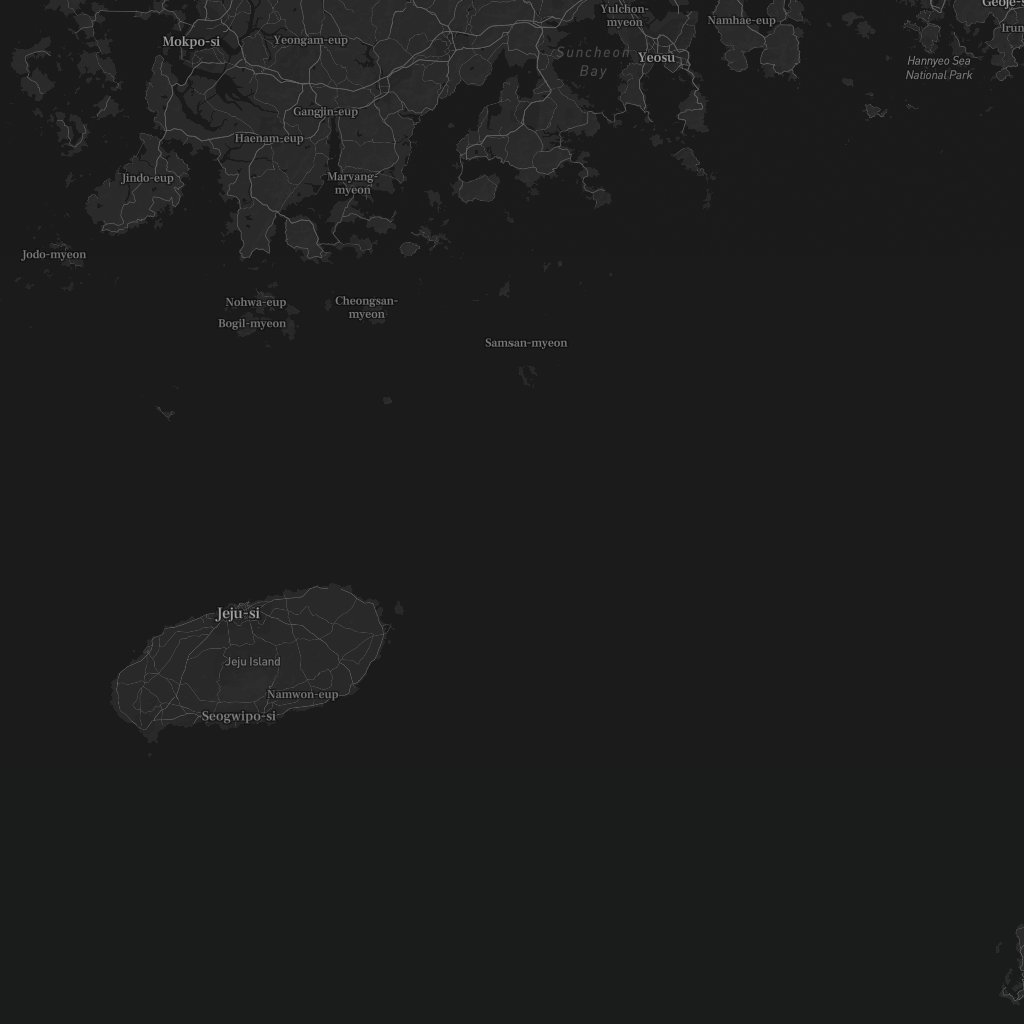 Yulchon-
myeon
Namhae-eup
Geoje-s
Irun
Mokpo-si
Yeongam-eup
Suncheon
Bay
Yeosu
Hannyeo Sea
National Park
Gangjin-eup
Haenam-eup
Jindo-eup
Maryang-
myeon
Jodo-myeon
Nohwa-eup
Cheongsan-
myeon
Bogil-myeon
Samsan-myeon
Jeju-si
Jeju Island
Namwon-eup
Seogwipo-si